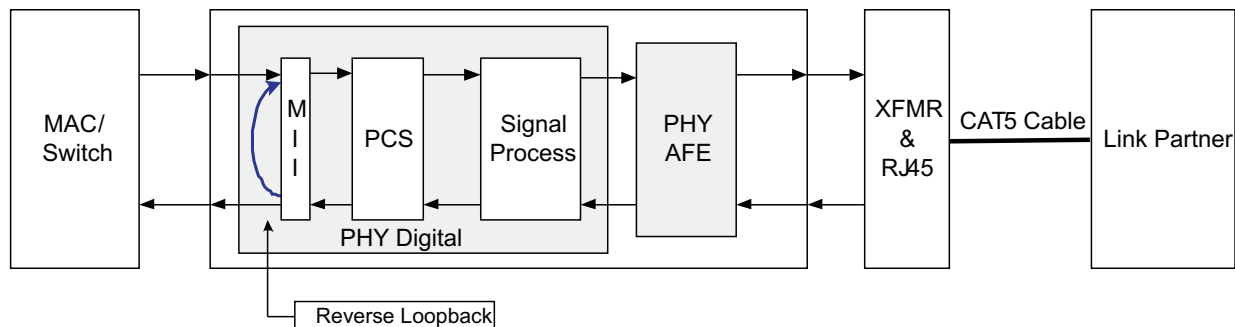 MAC/
Switch
M
I
I
PCS
Signal
Process
PHY
AFE
XFMR
&
RJ45
CAT5 Cable
Link Partner
PHY Digital
Reverse Loopback